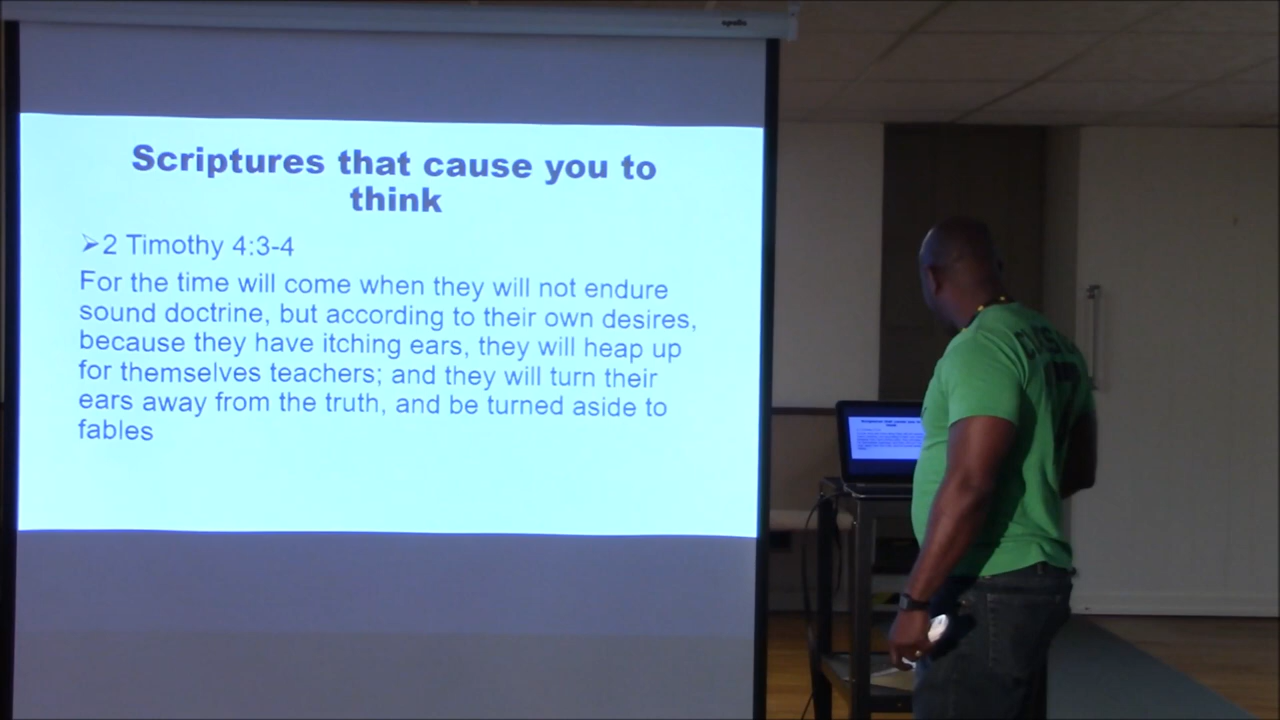 apollo
Scriptures that cause you to
think
➢2 Timothy 4:3-4
For the time will come when they will not endure
sound doctrine, but according to their own desires,
because they have itching ears, they will heap up
for themselves teachers; and they will turn their
ears away from the truth, and be turned aside to
fables